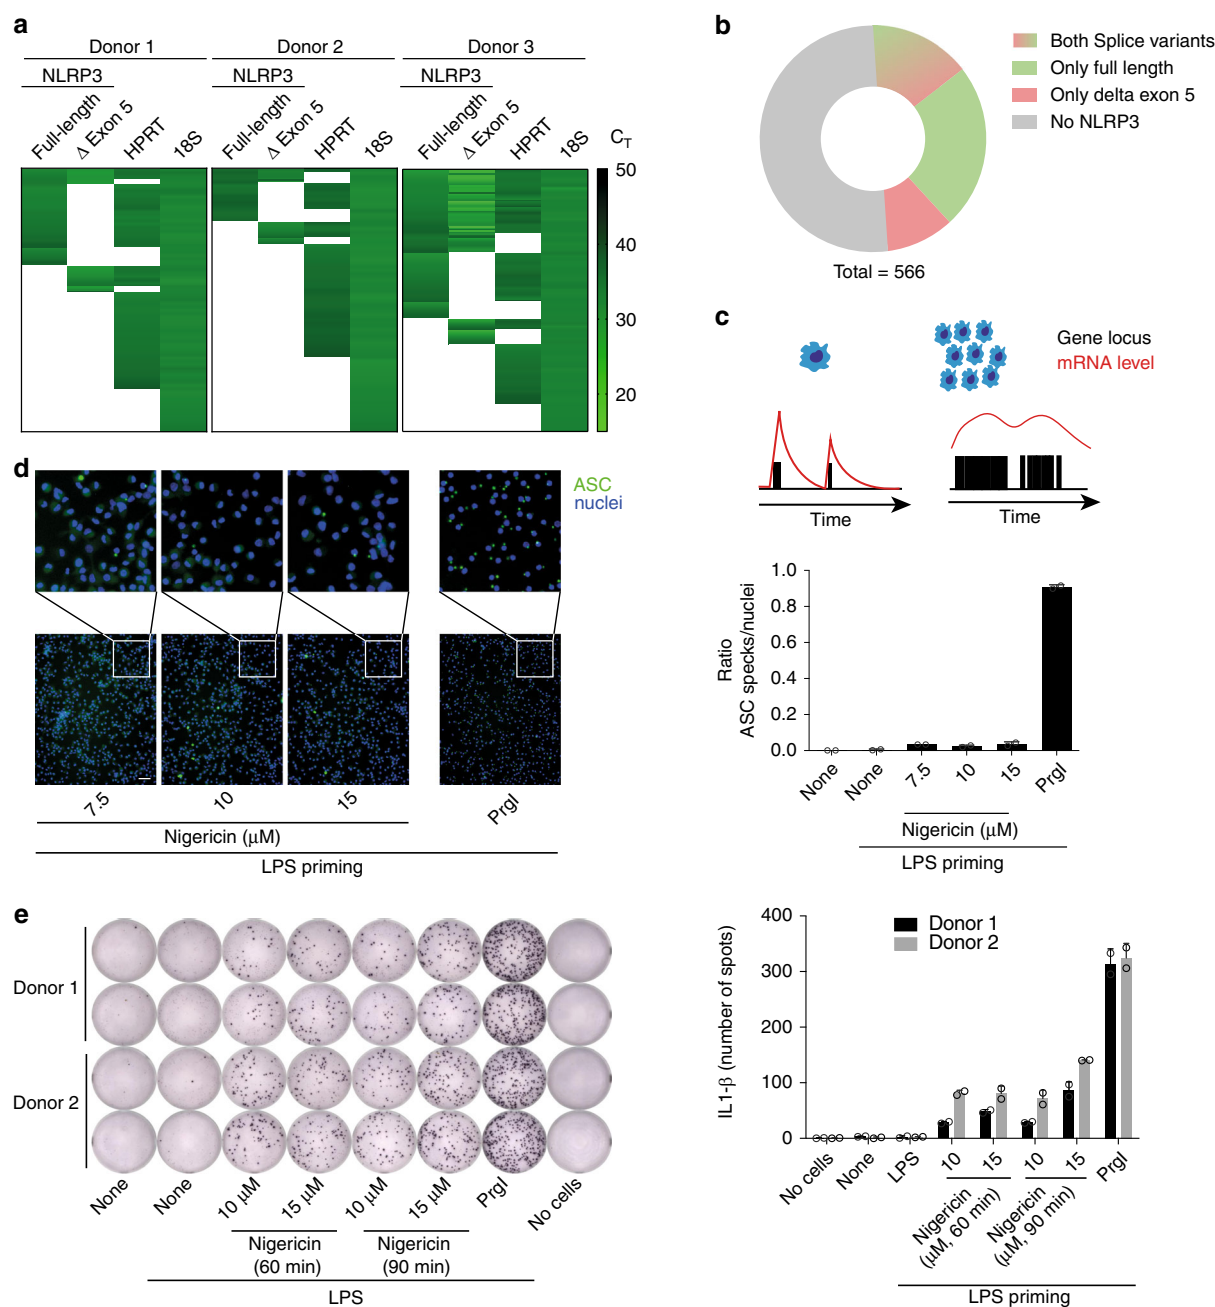 a
Donor 1
Donor 2
Donor 3
NLRP3
NLRP3
NLRP3
Full-length
Δ Exon 5
HPRT
18S
Full-length
Δ Exon 5
HPRT
18S
Full-length
Δ Exon 5
HPRT
18S
CT
50
40
30
20
b
Both Splice variants
Only full length
Only delta exon 5
No NLRP3
Total = 566
c
Gene locus
mRNA level
Time
Time
d
ASC
nuclei
7.5
10
15
PrgI
Nigericin (μM)
LPS priming
Ratio
ASC specks/nuclei
1.0
0.8
0.6
0.4
0.2
0.0
None
None
7.5
10
15
PrgI
Nigericin (μM)
LPS priming
e
Donor 1
Donor 2
None
None
10 μM
15 μM
10 μM
15 μM
PrgI
No cells
Nigericin
(60 min)
Nigericin
(90 min)
LPS
IL1-β (number of spots)
400
300
200
100
0
Donor 1
Donor 2
No cells
None
LPS
10
15
10
15
PrgI
Nigericin
(μM, 60 min)
Nigericin
(μM, 90 min)
LPS priming